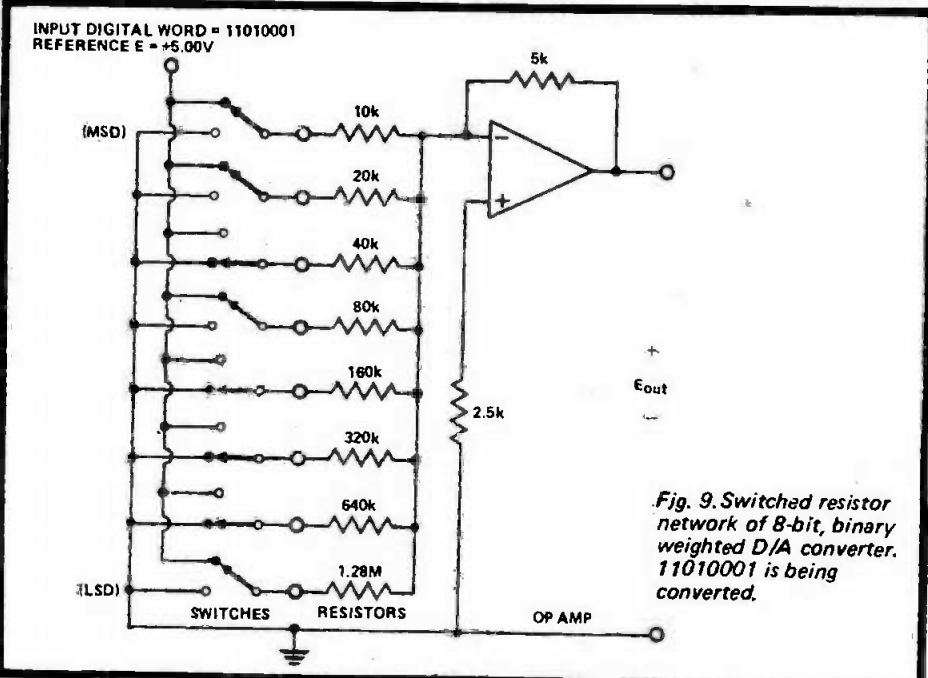 INPUT DIGITAL WORD = 11010001
REFERENCE E = +5.00V
5k
10k
(MSD)
20k
40k
80k
160k
+
Eout
−
2.5k
320k
640k
1.28M
(LSD)
SWITCHES RESISTORS
OP AMP
−
+
Fig. 9. Switched resistor
network of 8-bit, binary
weighted D/A converter.
11010001 is being
converted.